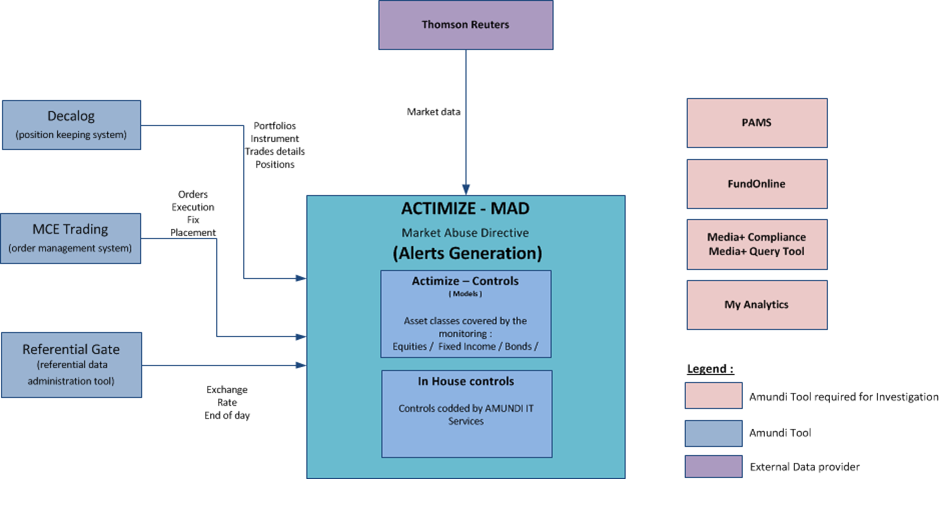 Thomson Reuters
Market data
Decalog
(position keeping system)
Portfolios
Instrument
Trades details
Positions
MCE Trading
(order management system)
Orders
Execution
Fix
Placement
Referential Gate
(referential data
administration tool)
Exchange
Rate
End of day
ACTIMIZE - MAD
Market Abuse Directive
(Alerts Generation)
Actimize – Controls
( Models )
Asset classes covered by the
monitoring :
Equities / Fixed Income / Bonds /
In House controls
Controls codded by AMUNDI IT
Services
PAMS
FundOnline
Media+ Compliance
Media+ Query Tool
My Analytics
Legend :
Amundi Tool required for Investigation
Amundi Tool
External Data provider